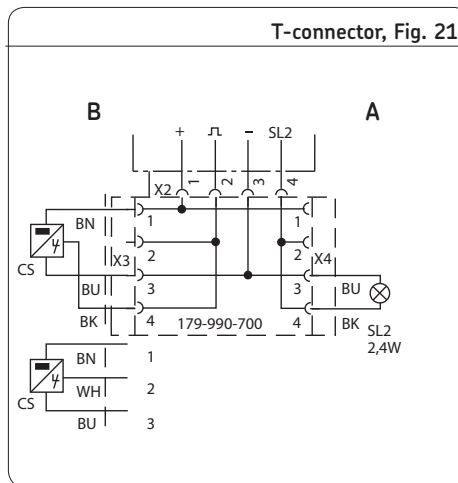 T-connector, Fig. 21
B A
+ ⎍ − SL2
X2 1 2 3 4
BN 1 1
2 2
CS X3 X4
BU 3 3 BU
BK 4 179-990-700 4 BK SL2
2,4W
BN 1
WH 2
CS
BU 3